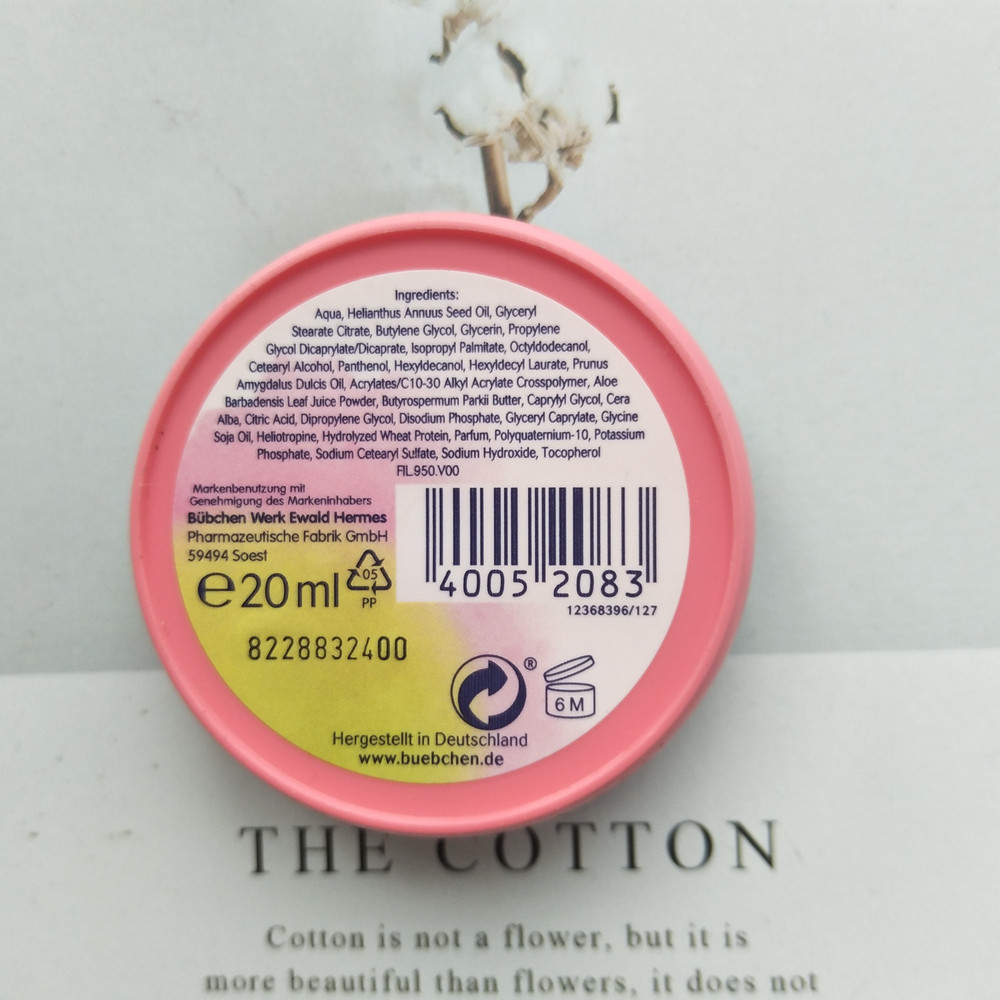 Ingredients:
Aqua, Helianthus Annuus Seed Oil, Glyceryl
Stearate Citrate, Butylene Glycol, Glycerin, Propylene
Glycol Dicaprylate/Dicaprate, Isopropyl Palmitate, Octyldodecanol,
Cetearyl Alcohol, Panthenol, Hexyldecanol, Hexyldecyl Laurate, Prunus
Amygdalus Dulcis Oil, Acrylates/C10-30 Alkyl Acrylate Crosspolymer, Aloe
Barbadensis Leaf Juice Powder, Butyrospermum Parkii Butter, Caprylyl Glycol, Cera
Alba, Citric Acid, Dipropylene Glycol, Disodium Phosphate, Glyceryl Caprylate, Glycine
Soja Oil, Heliotropine, Hydrolyzed Wheat Protein, Parfum, Polyquaternium-10, Potassium
Phosphate, Sodium Cetearyl Sulfate, Sodium Hydroxide, Tocopherol
FIL.950.V00
Markenbenutzung mit
Genehmigung des Markeninhabers
Bübchen Werk Ewald Hermes
Pharmazeutische Fabrik GmbH
59494 Soest
e 20 ml
05
PP
4005 2083
12368396/127
8228832400
®
6 M
Hergestellt in Deutschland
www.buebchen.de
THE COTTON
Cotton is not a flower, but it is
more beautiful than flowers, it does not